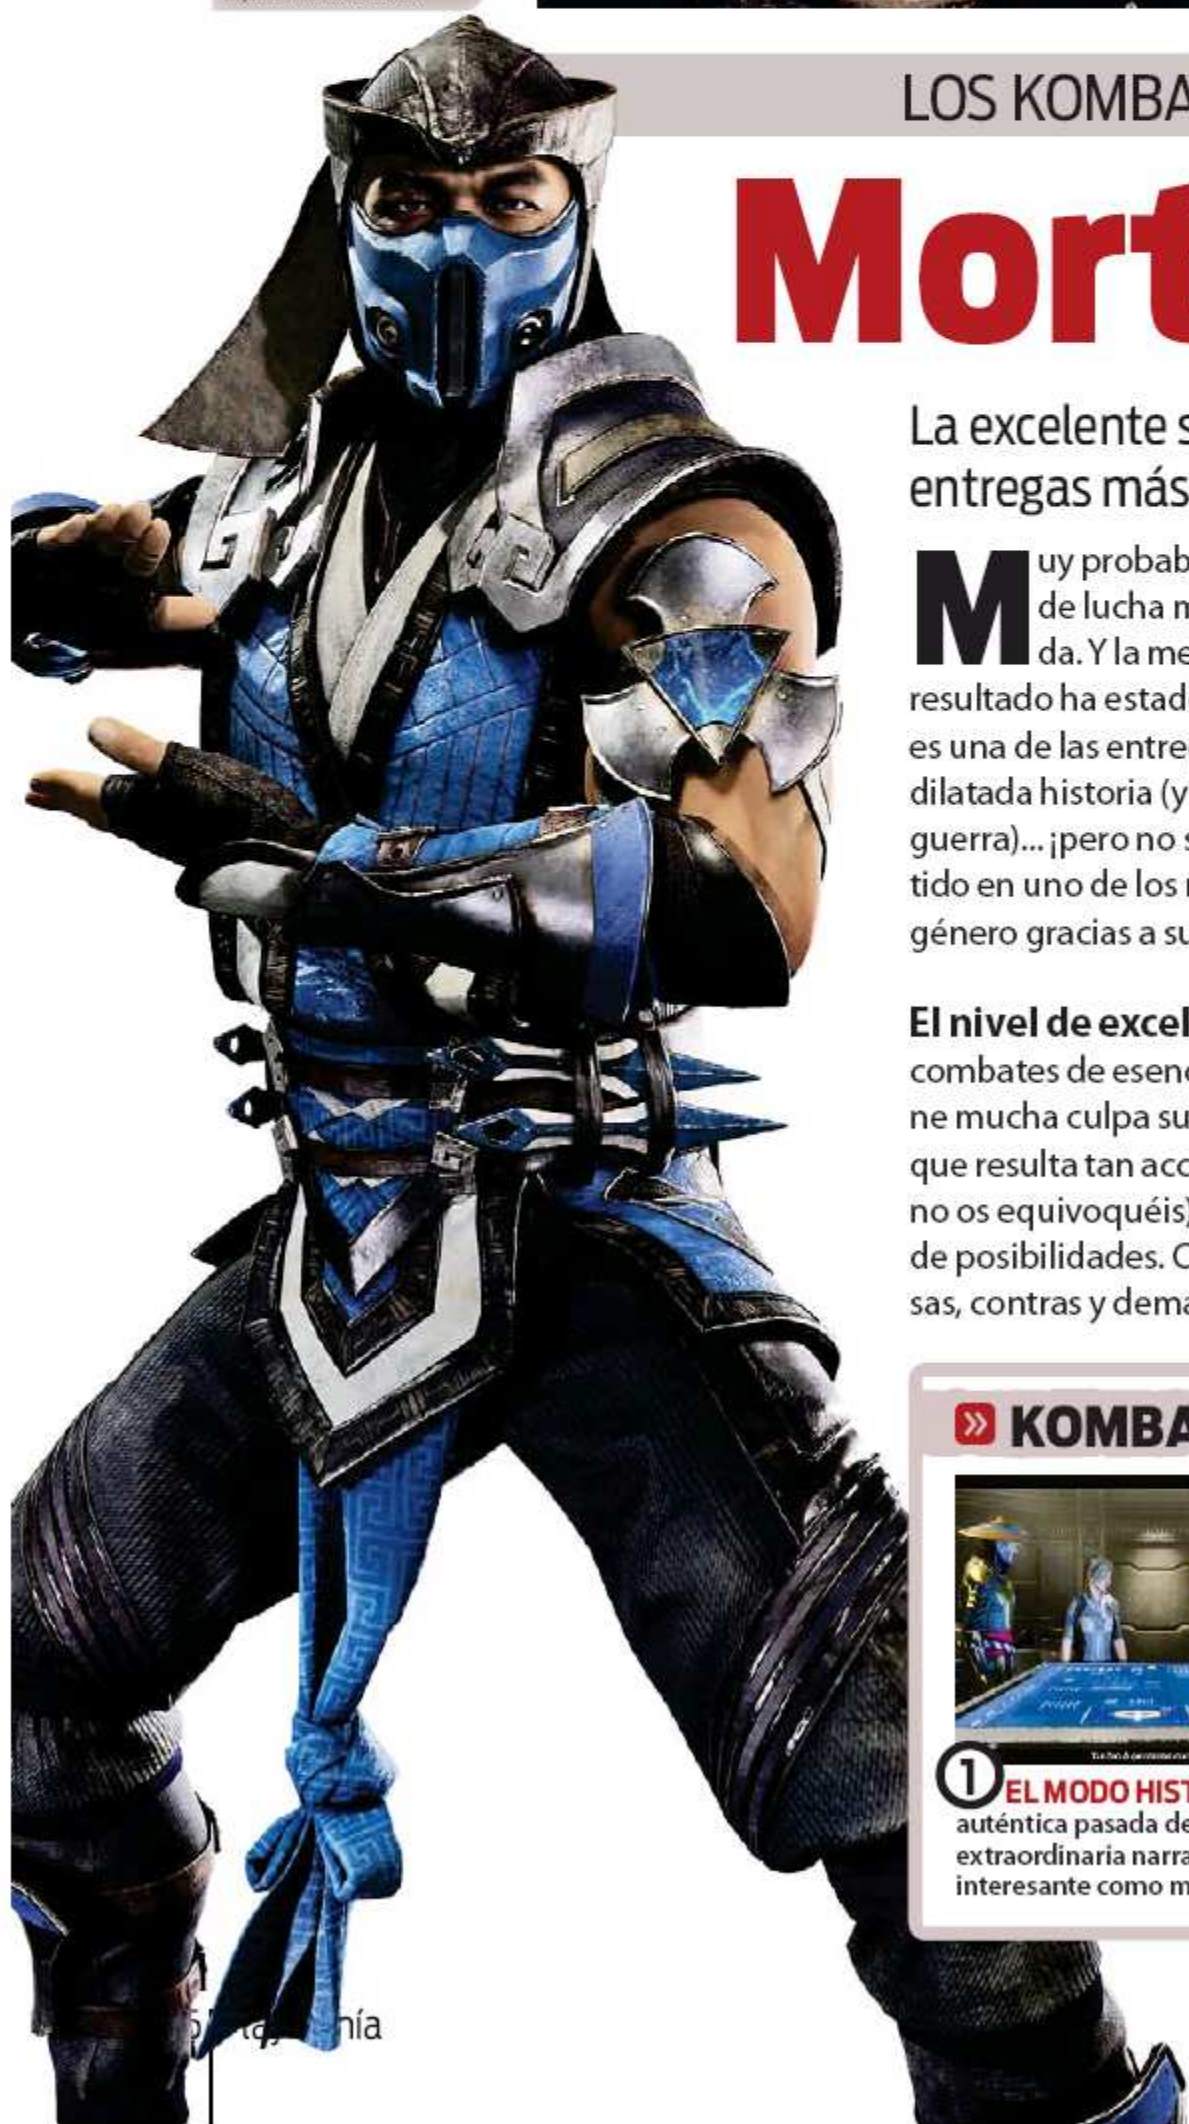 LOS KOMBA
Mort
La excelente s
entregas más
Muy probab
de lucha m
da. Y la me
resultado ha estad
es una de las entre
dilatada historia (y
guerra)... ¡pero no s
tido en uno de los
género gracias a su
El nivel de excel
combates de esenc
ne mucha culpa su
que resulta tan acc
no os equivoquéis)
de posibilidades. C
sas, contras y dema
» KOMBA
1
EL MODO HIST
auténtica pasada de
extraordinaria narra
interesante como m
nía